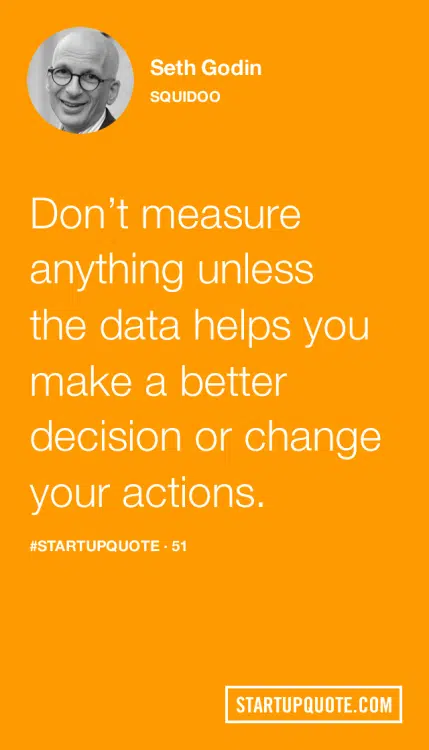 Seth Godin
SQUIDOO
Don’t measure
anything unless
the data helps you
make a better
decision or change
your actions.
#STARTUPQUOTE · 51
STARTUPQUOTE.COM